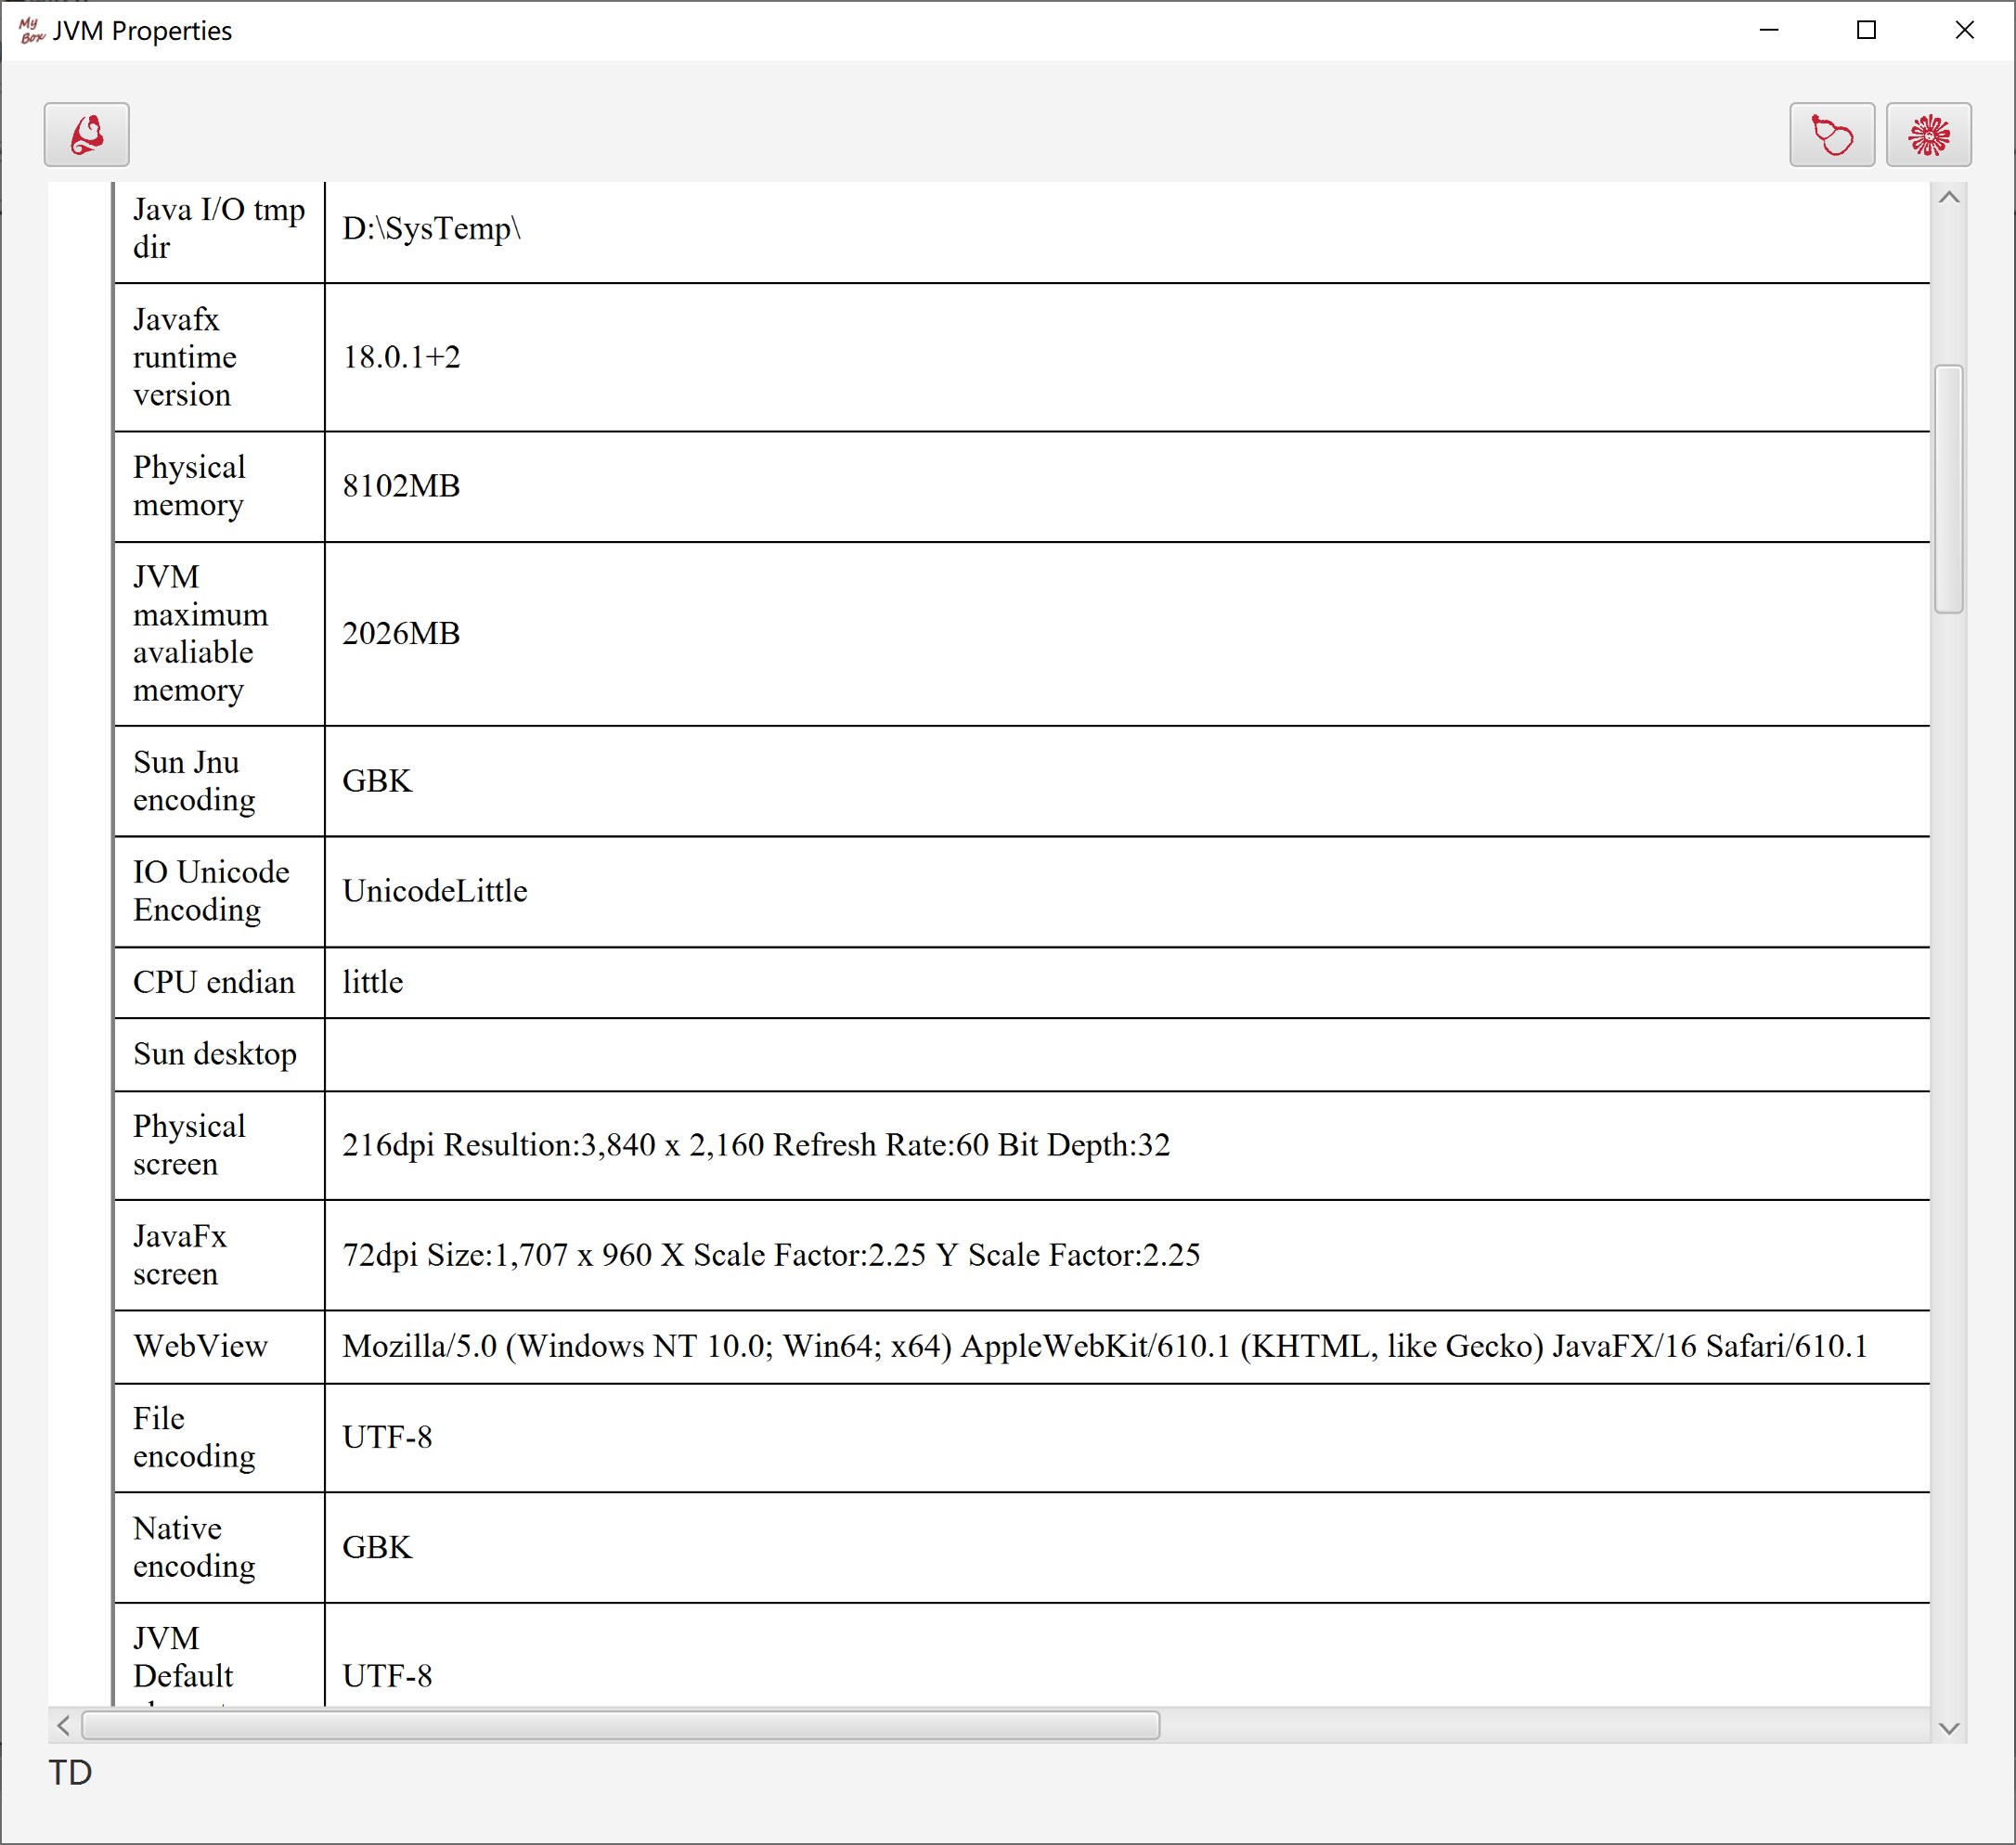 My
Box
JVM Properties
Java I/O tmp
dir
D:\SysTemp\
Javafx
runtime
version
18.0.1+2
Physical
memory
8102MB
JVM
maximum
avaliable
memory
2026MB
Sun Jnu
encoding
GBK
IO Unicode
Encoding
UnicodeLittle
CPU endian
little
Sun desktop
Physical
screen
216dpi Resultion:3,840 x 2,160 Refresh Rate:60 Bit Depth:32
JavaFx
screen
72dpi Size:1,707 x 960 X Scale Factor:2.25 Y Scale Factor:2.25
WebView
Mozilla/5.0 (Windows NT 10.0; Win64; x64) AppleWebKit/610.1 (KHTML, like Gecko) JavaFX/16 Safari/610.1
File
encoding
UTF-8
Native
encoding
GBK
JVM
Default
UTF-8
TD